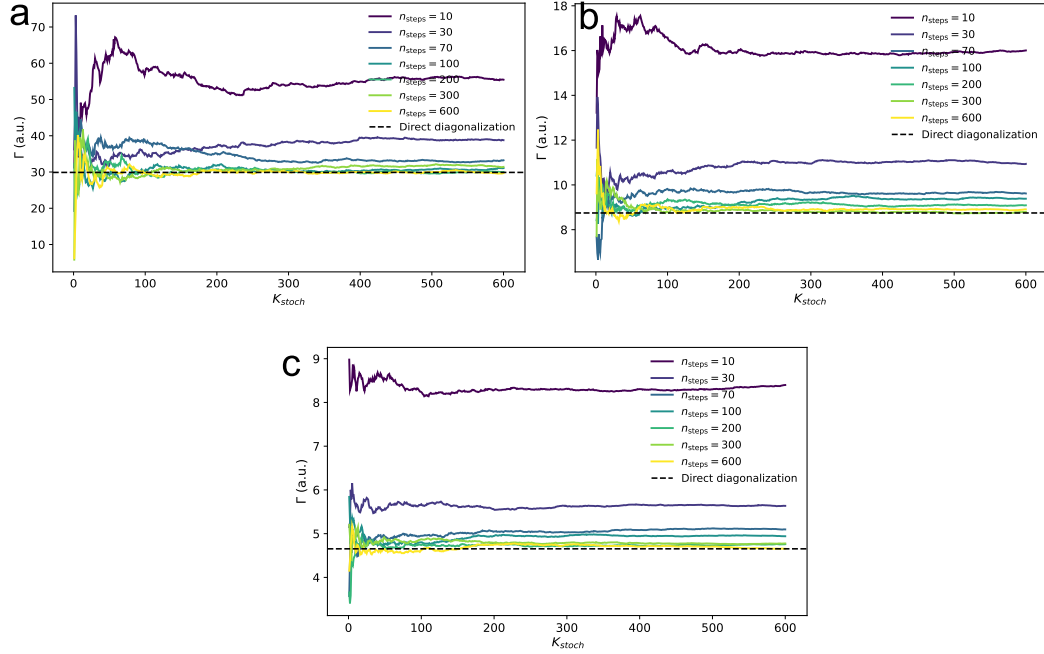 a
70
60
50
40
30
20
10
Γ (a.u.)
0
100
200
300
400
500
600
K_stoch
n_steps = 10
n_steps = 30
n_steps = 70
n_steps = 100
n_steps = 200
n_steps = 300
n_steps = 600
Direct diagonalization
b
18
16
14
12
10
8
Γ (a.u.)
0
100
200
300
400
500
600
K_stoch
n_steps = 10
n_steps = 30
n_steps = 70
n_steps = 100
n_steps = 200
n_steps = 300
n_steps = 600
Direct diagonalization
c
9
8
7
6
5
4
Γ (a.u.)
0
100
200
300
400
500
600
K_stoch
n_steps = 10
n_steps = 30
n_steps = 70
n_steps = 100
n_steps = 200
n_steps = 300
n_steps = 600
Direct diagonalization